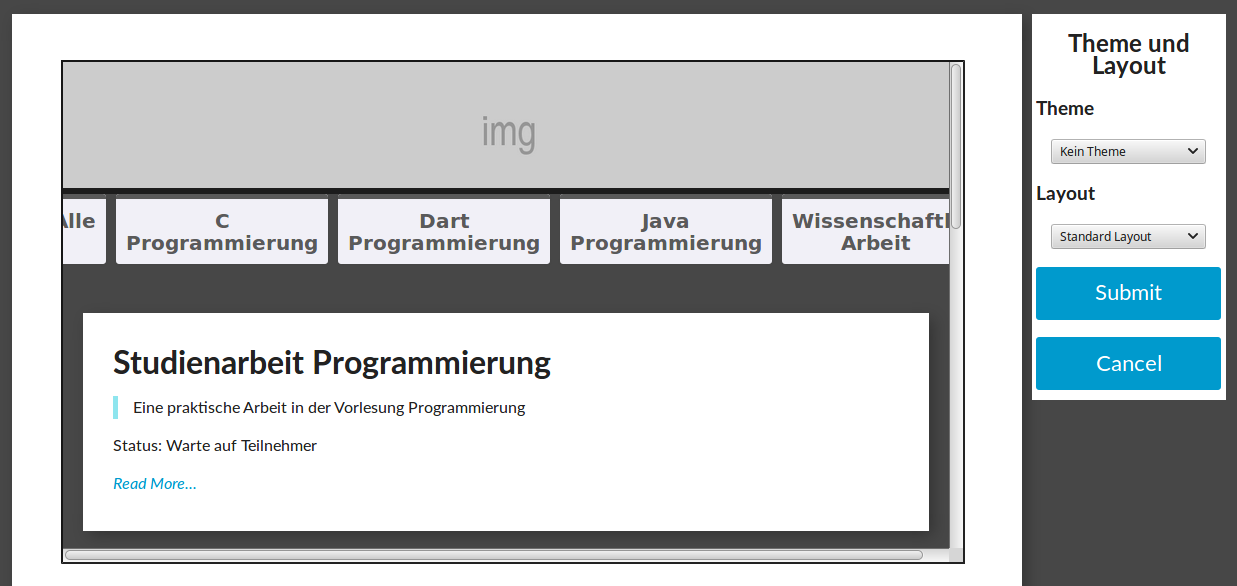 img
Alle
C
Programmierung
Dart
Programmierung
Java
Programmierung
Wissenschaftl
Arbeit
Studienarbeit Programmierung
Eine praktische Arbeit in der Vorlesung Programmierung
Status: Warte auf Teilnehmer
Read More...
Theme und
Layout
Theme
Kein Theme
Layout
Standard Layout
Submit
Cancel